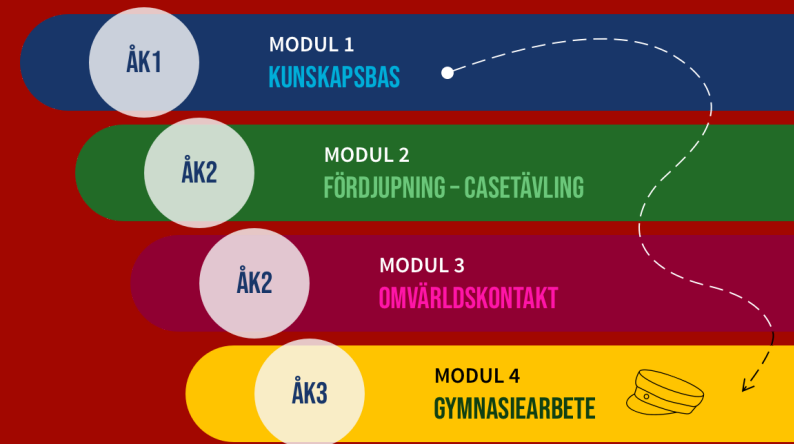 ÅK1
MODUL 1
KUNSKAPSBAS
ÅK2
MODUL 2
FÖRDJUPNING – CASETÄVLING
ÅK2
MODUL 3
OMVÄRLDSKONTAKT
ÅK3
MODUL 4
GYMNASIEARBETE